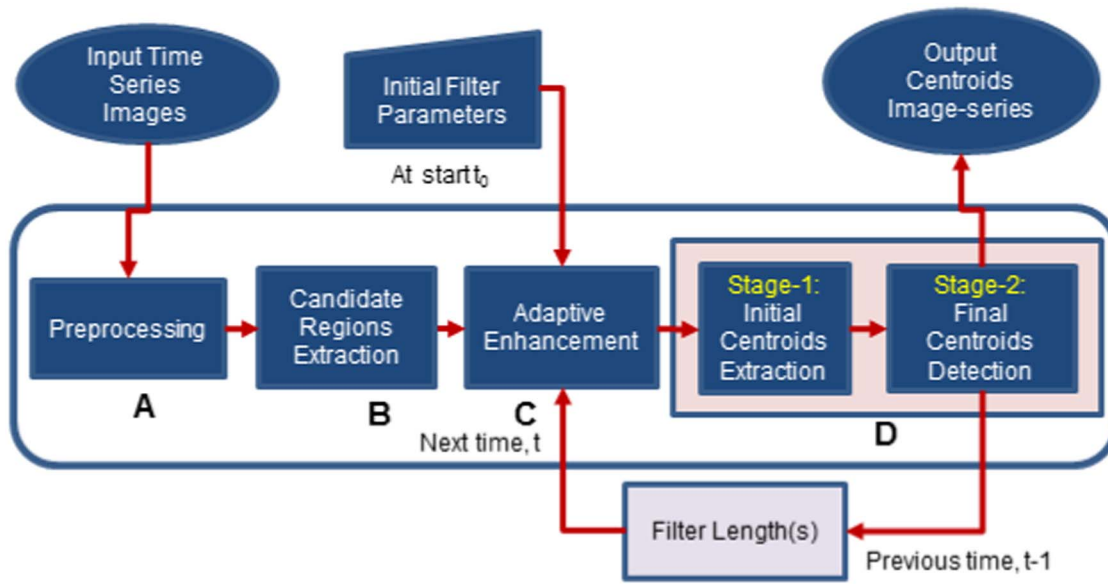 Input Time
Series
Images
Initial Filter
Parameters
Output
Centroids
Image-series
At start t₀
Preprocessing
Candidate
Regions
Extraction
Adaptive
Enhancement
Stage-1:
Initial
Centroids
Extraction
Stage-2:
Final
Centroids
Detection
A
B
C
D
Next time, t
Filter Length(s)
Previous time, t-1